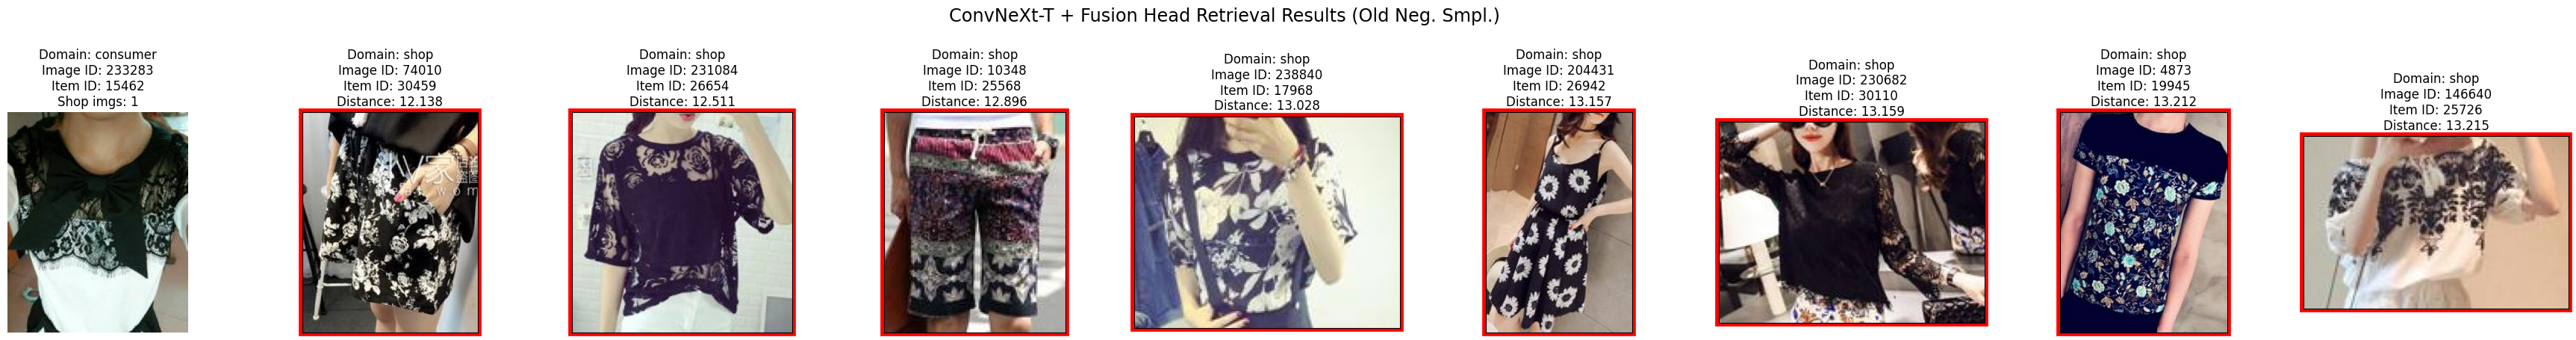 ConvNeXt-T + Fusion Head Retrieval Results (Old Neg. Smpl.)
Domain: consumer
Image ID: 233283
Item ID: 15462
Shop imgs: 1
Domain: shop
Image ID: 74010
Item ID: 30459
Distance: 12.138
Domain: shop
Image ID: 231084
Item ID: 26654
Distance: 12.511
Domain: shop
Image ID: 10348
Item ID: 25568
Distance: 12.896
Domain: shop
Image ID: 238840
Item ID: 17968
Distance: 13.028
Domain: shop
Image ID: 204431
Item ID: 26942
Distance: 13.157
Domain: shop
Image ID: 230682
Item ID: 30110
Distance: 13.159
Domain: shop
Image ID: 4873
Item ID: 19945
Distance: 13.212
Domain: shop
Image ID: 146640
Item ID: 25726
Distance: 13.215